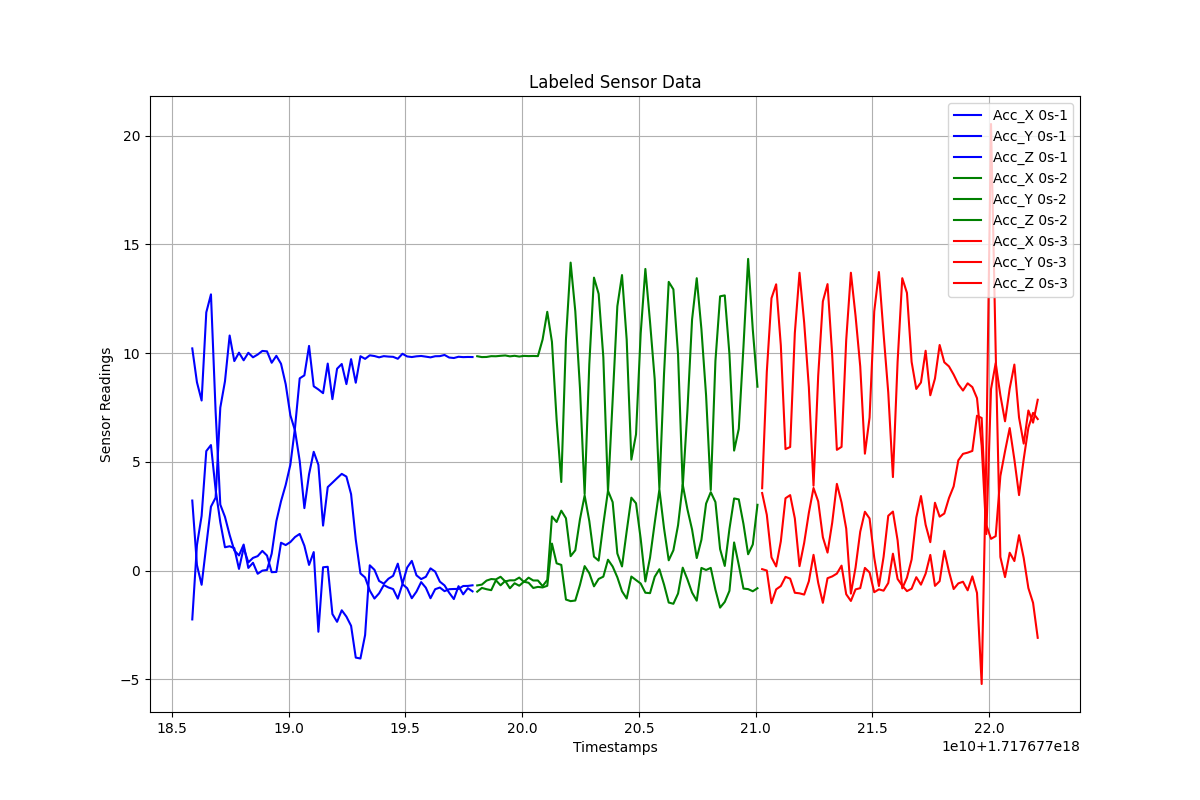 Labeled Sensor Data
Sensor Readings
20
15
10
5
0
−5
18.5 19.0 19.5 20.0 20.5 21.0 21.5 22.0
Timestamps
1e10+1.717677e18
Acc_X 0s-1
Acc_Y 0s-1
Acc_Z 0s-1
Acc_X 0s-2
Acc_Y 0s-2
Acc_Z 0s-2
Acc_X 0s-3
Acc_Y 0s-3
Acc_Z 0s-3